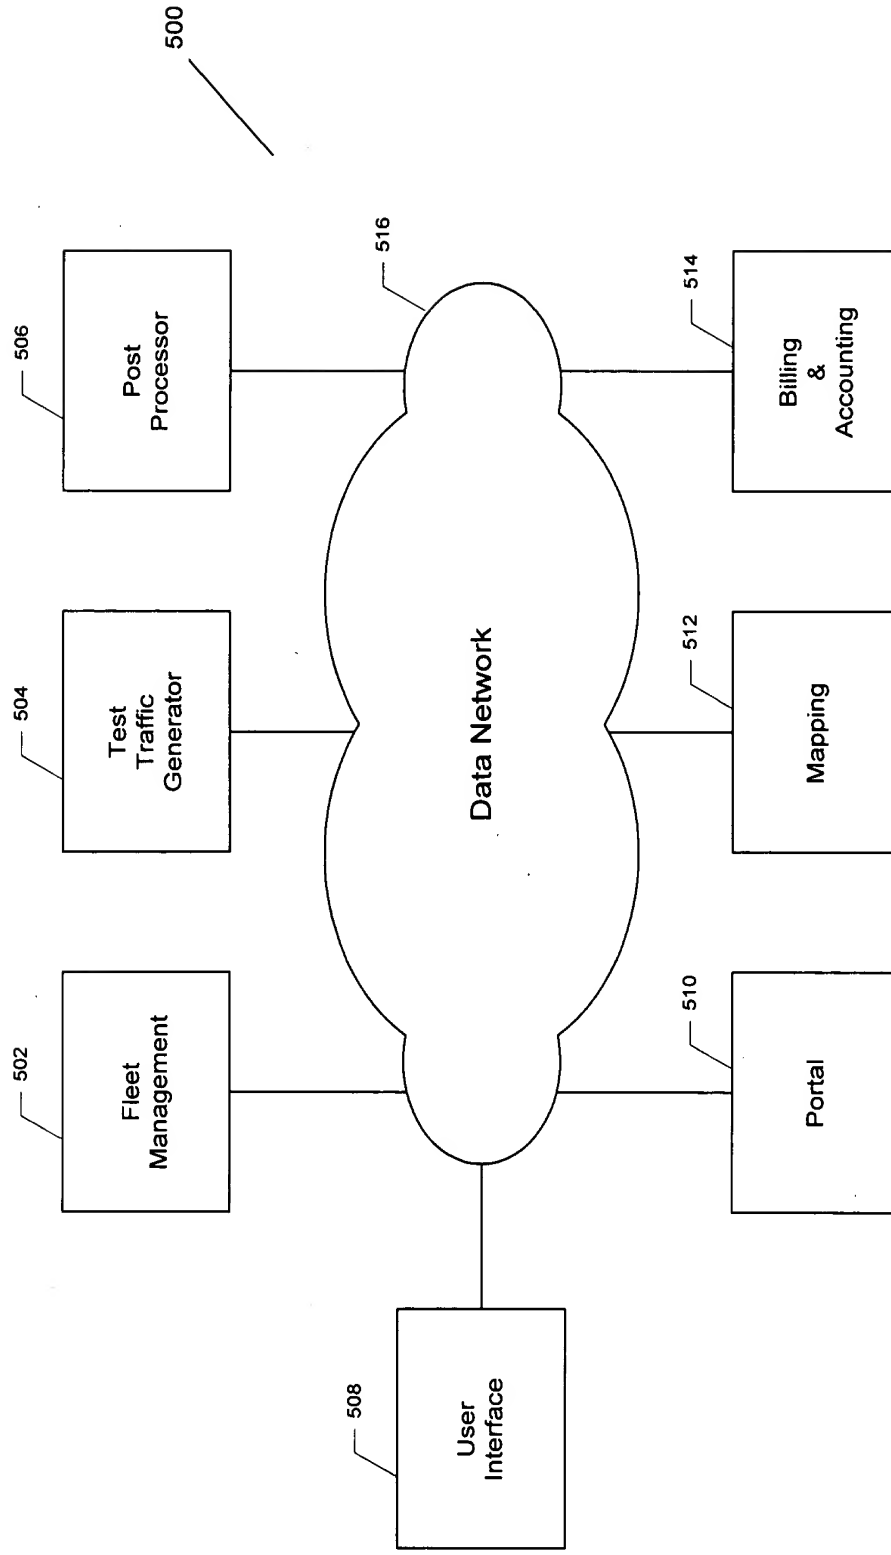 500
502
Fleet
Management
504
Test
Traffic
Generator
506
Post
Processor
508
User
Interface
Data Network
516
510
Portal
512
Mapping
514
Billing
&
Accounting